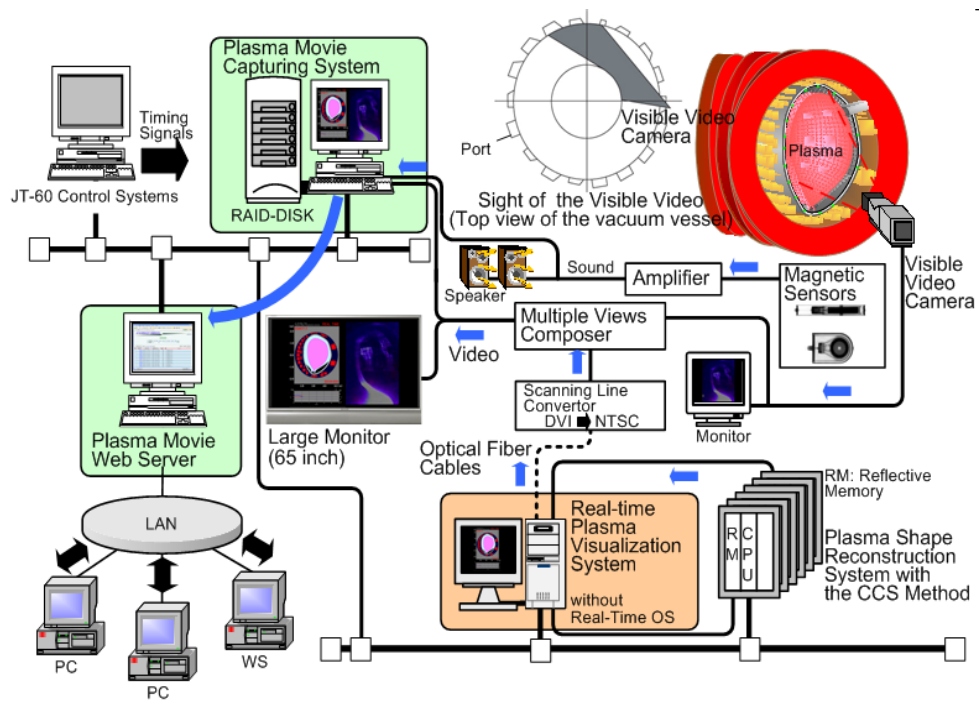 Plasma Movie
Capturing System
Timing
Signals
JT-60 Control Systems
RAID-DISK
Port
Visible Video
Camera
Sight of the Visible Video
(Top view of the vacuum vessel)
Plasma
Speaker
Sound
Amplifier
Magnetic
Sensors
Visible
Video
Camera
Video
Multiple Views
Composer
Scanning Line
Convertor
DVI NTSC
Monitor
Large Monitor
(65 inch)
Plasma Movie
Web Server
Optical Fiber
Cables
LAN
PC
PC
WS
Real-time
Plasma
Visualization
System
without
Real-Time OS
RM: Reflective
Memory
RM
CPU
Plasma Shape
Reconstruction
System with
the CCS Method